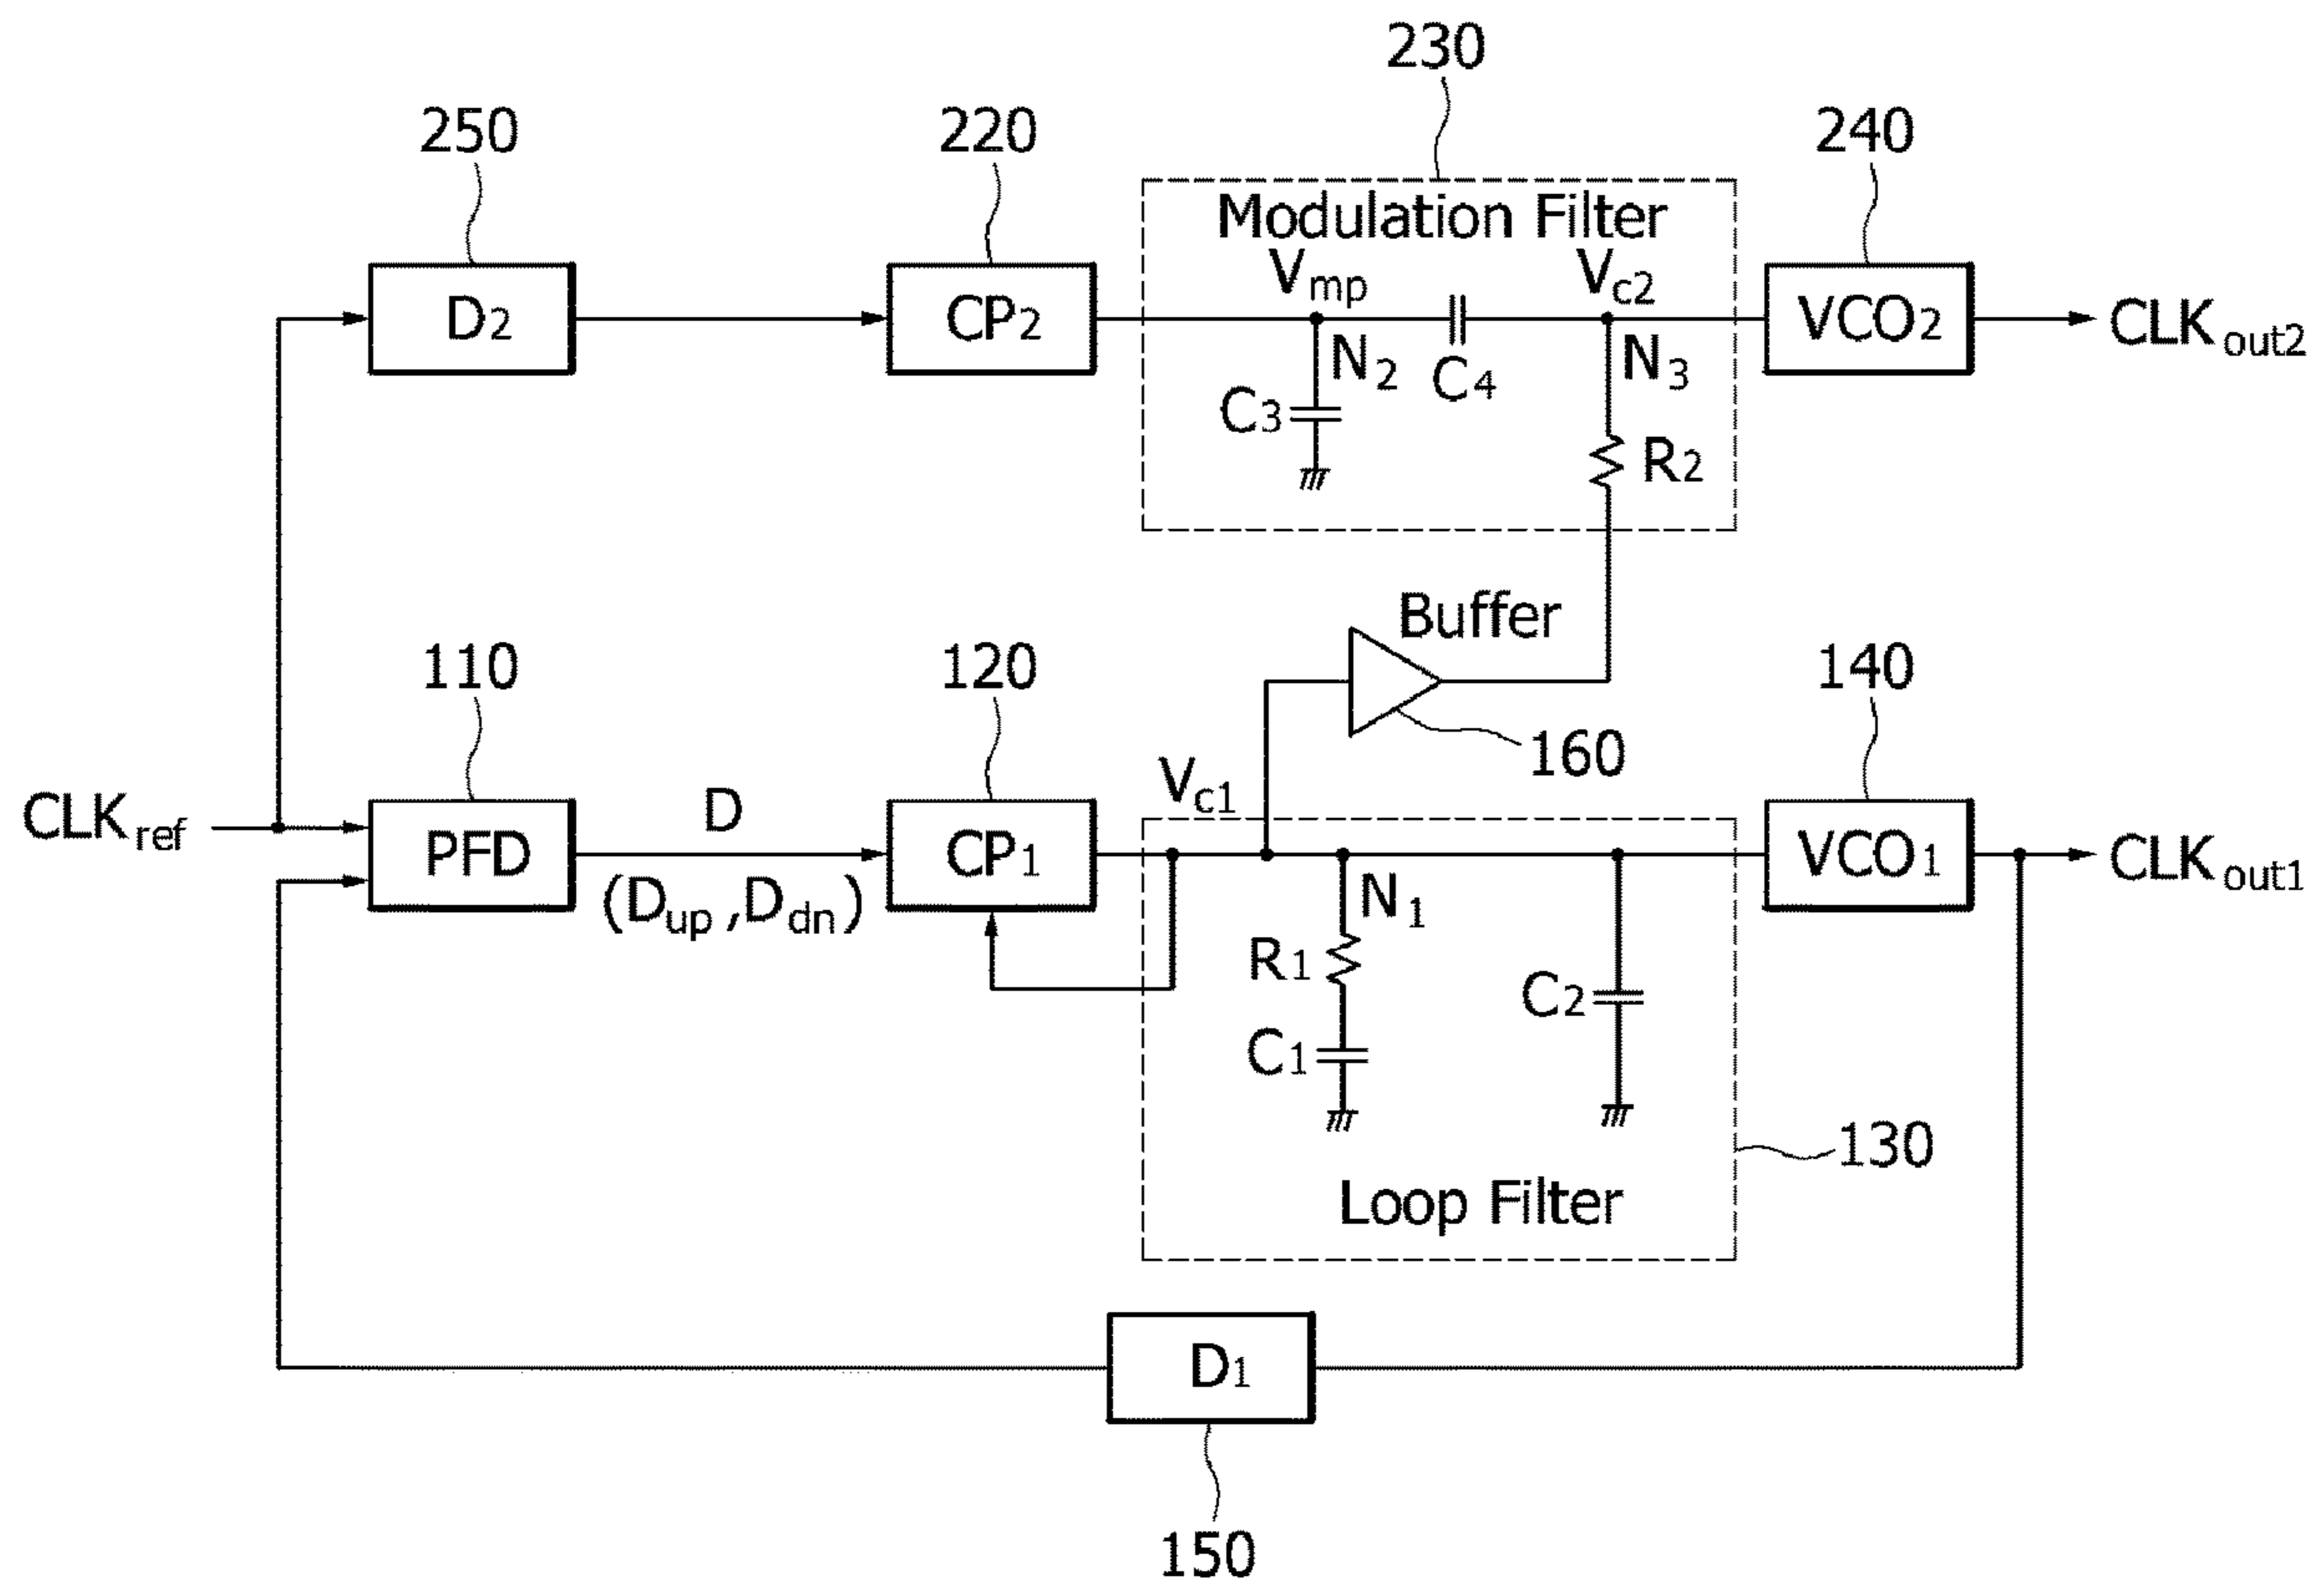 230
250
220
240
Modulation Filter
Vmp
Vc2
D2
CP2
VCO2
CLKout2
N2
C4
N3
C3
R2
Buffer
110
120
140
160
Vc1
CLKref
PFD
D
(Dup,Ddn)
CP1
VCO1
CLKout1
N1
R1
C2
C1
130
Loop Filter
D1
150